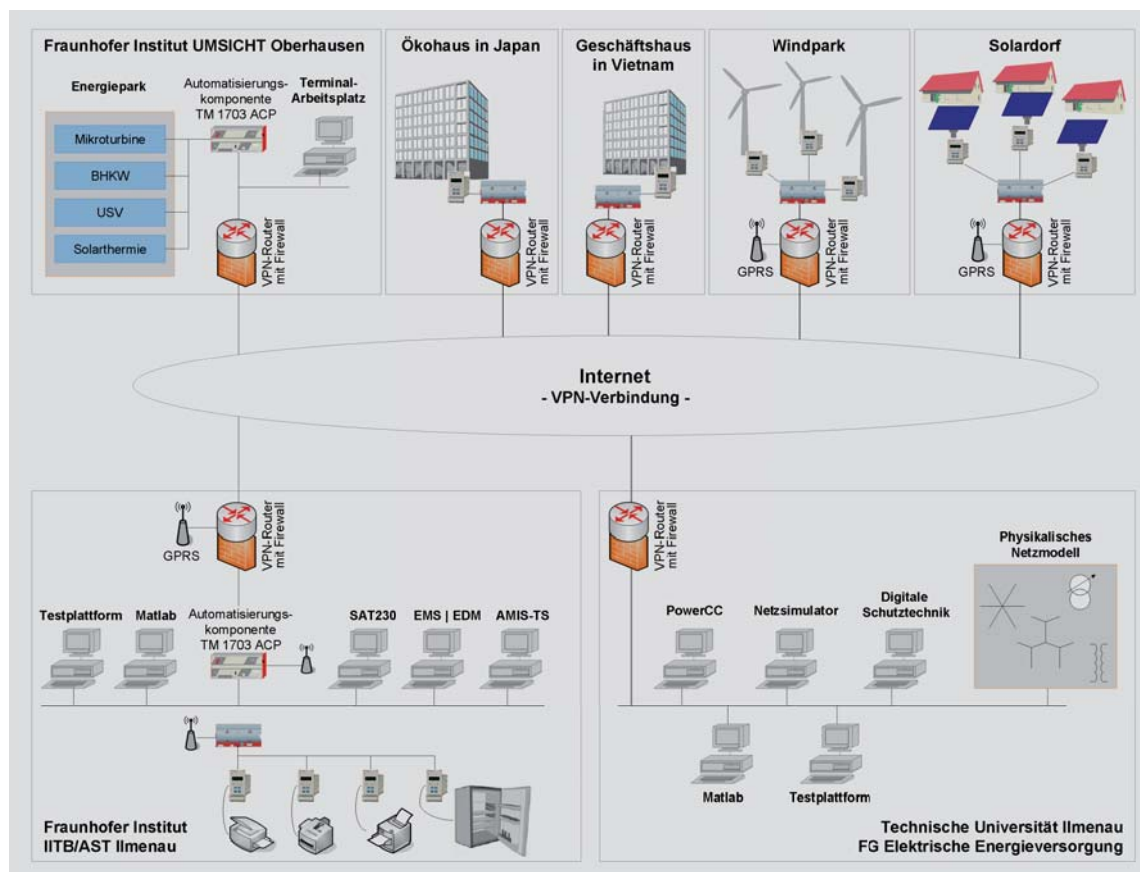 Fraunhofer Institut UMSICHT Oberhausen
Energiepark
Automatisierungs-
komponente
TM 1703 ACP
Terminal-
Arbeitsplatz
Mikroturbine
BHKW
USV
Solarthermie
VPN-Router
mit Firewall
Ökohaus in Japan
VPN-Router
mit Firewall
Geschäftshaus
in Vietnam
VPN-Router
mit Firewall
Windpark
GPRS
VPN-Router
mit Firewall
Solardorf
GPRS
VPN-Router
mit Firewall
Internet
- VPN-Verbindung -
GPRS
VPN-Router
mit Firewall
Testplattform
Matlab
Automatisierungs-
komponente
TM 1703 ACP
SAT230
EMS | EDM
AMIS-TS
Fraunhofer Institut
IITB/AST Ilmenau
VPN-Router
mit Firewall
PowerCC
Netzsimulator
Digitale
Schutztechnik
Physikalisches
Netzmodell
Matlab
Testplattform
Technische Universität Ilmenau
FG Elektrische Energieversorgung